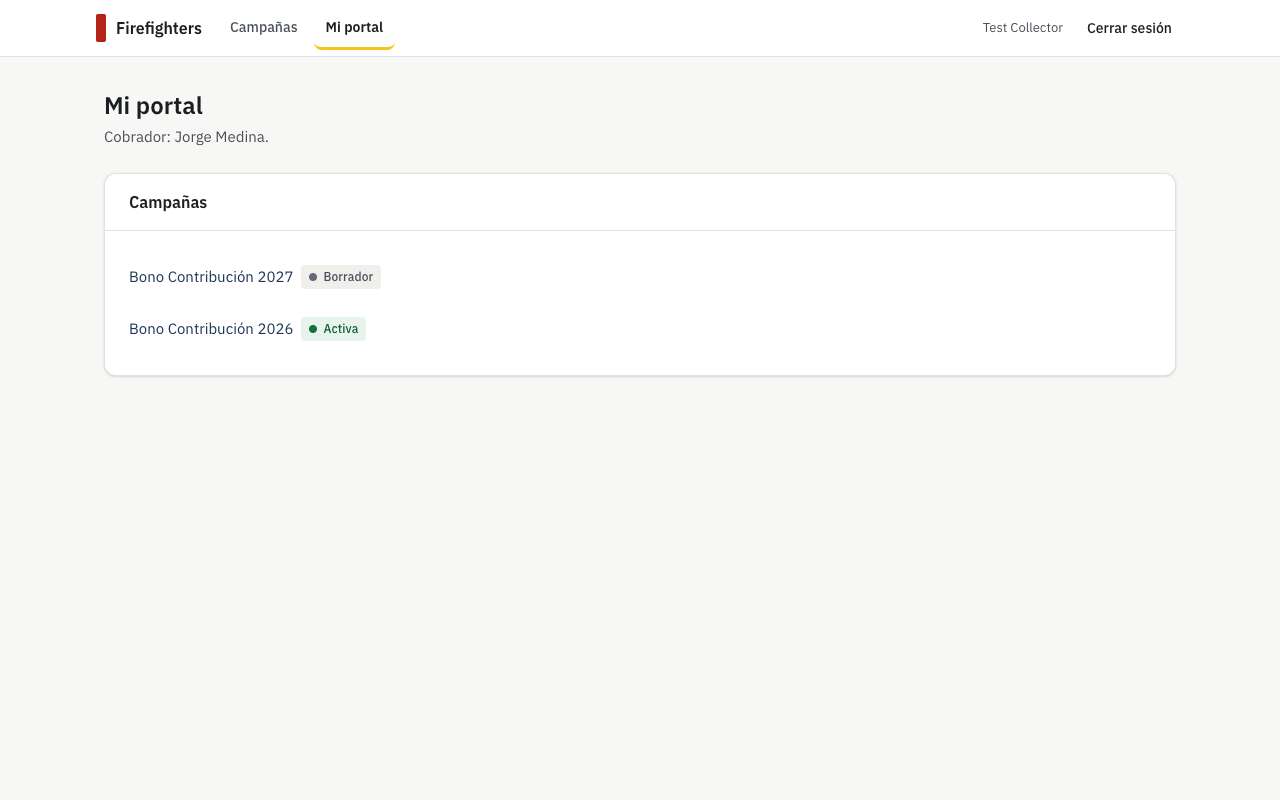 Firefighters Campañas Mi portal Test Collector Cerrar sesión
Mi portal
Cobrador: Jorge Medina.
Campañas
Bono Contribución 2027 Borrador
Bono Contribución 2026 Activa